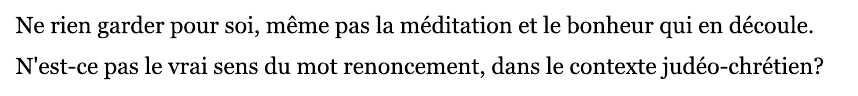 Ne rien garder pour soi, même pas la méditation et le bonheur qui en découle.
N'est-ce pas le vrai sens du mot renoncement, dans le contexte judéo-chrétien?